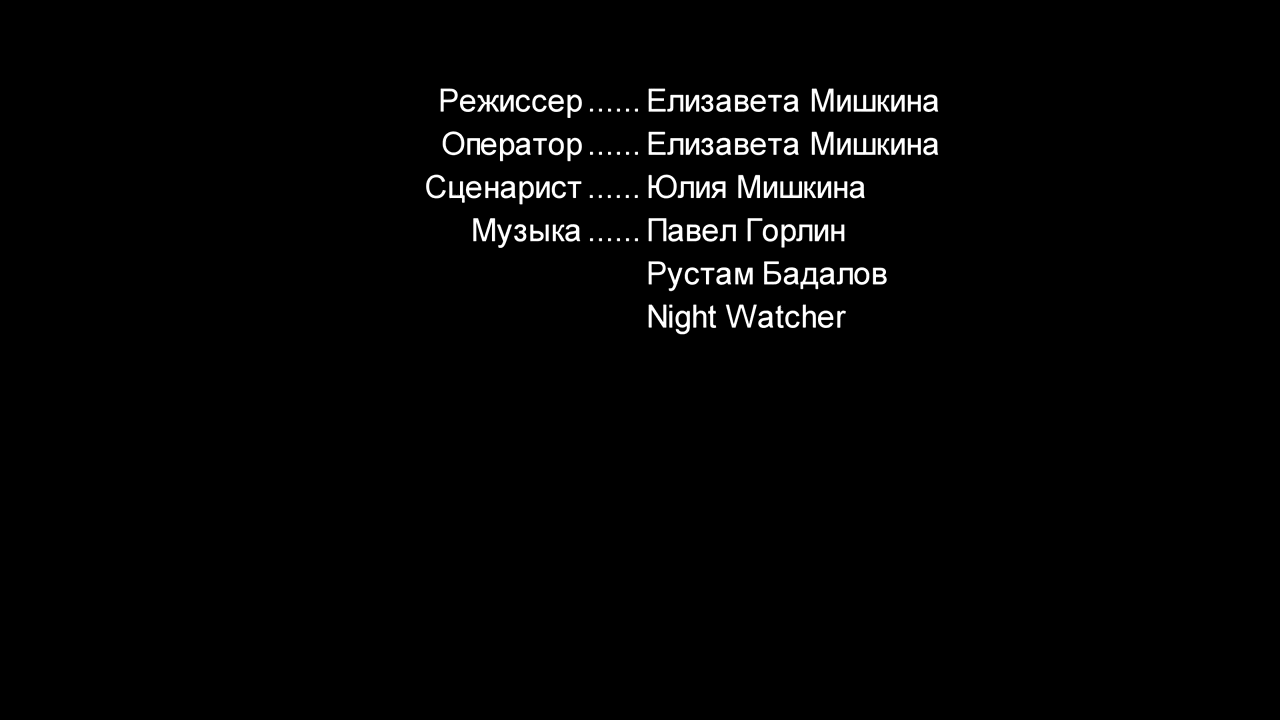 Режиссер ...... Елизавета Мишкина
Оператор ...... Елизавета Мишкина
Сценарист ...... Юлия Мишкина
Музыка ...... Павел Горлин
Рустам Бадалов
Night Watcher